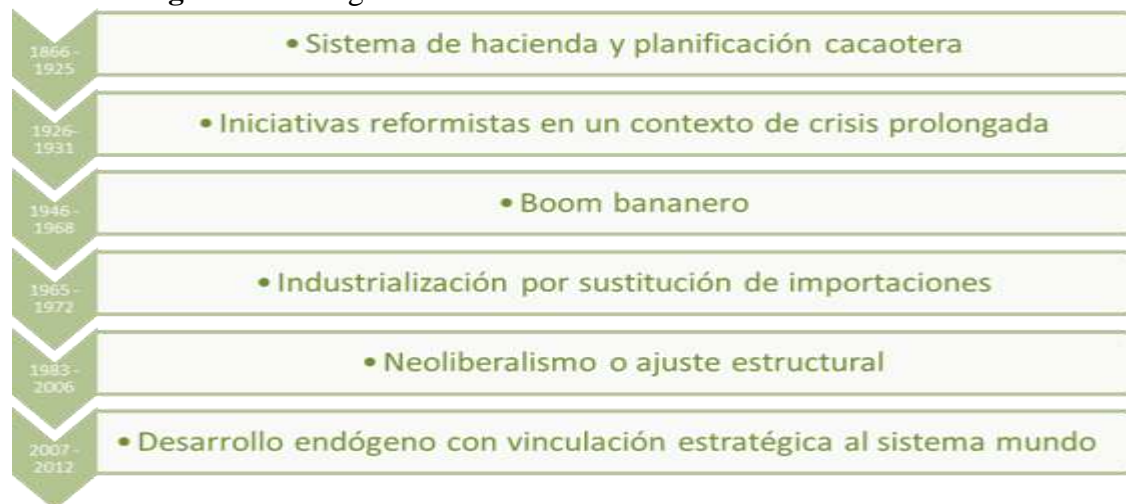 1866 -
1925
• Sistema de hacienda y planificación cacaotera
1926-
1931
• Iniciativas reformistas en un contexto de crisis prolongada
1946 -
1968
• Boom bananero
1965 -
1972
• Industrialización por sustitución de importaciones
1983 -
2006
• Neoliberalismo o ajuste estructural
2007 -
2012
• Desarrollo endógeno con vinculación estratégica al sistema mundo